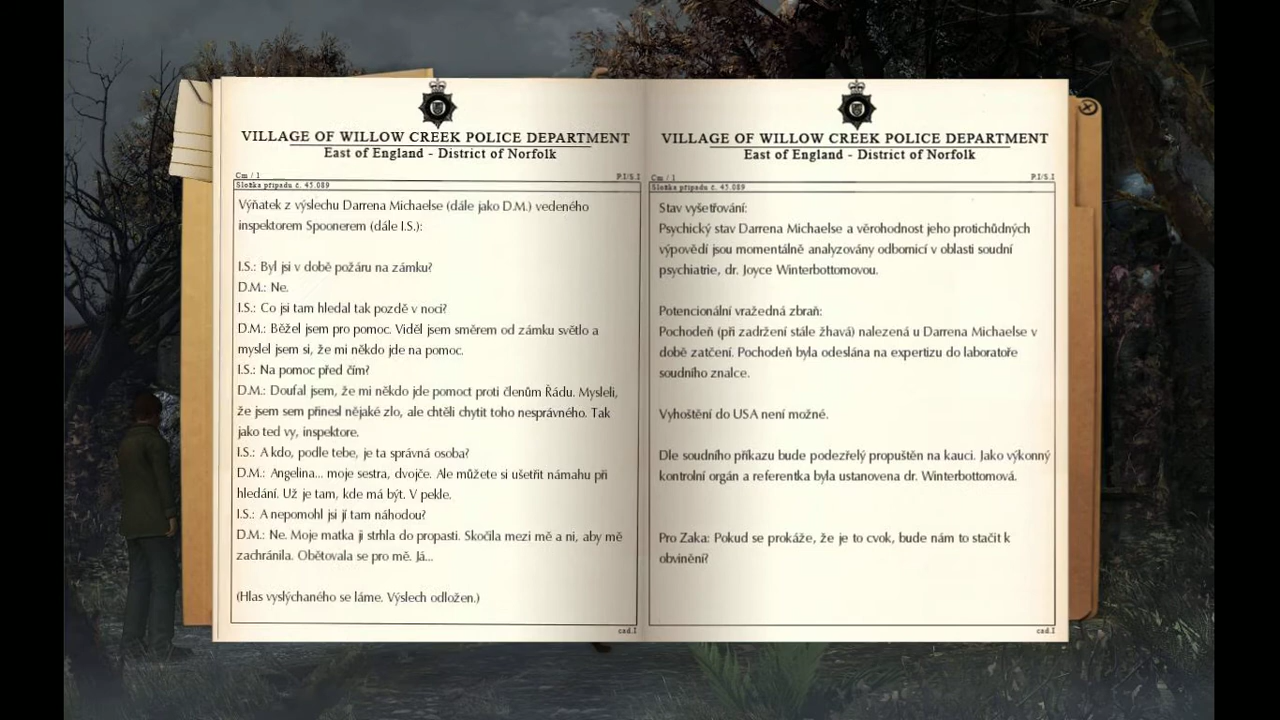 VILLAGE OF WILLOW CREEK POLICE DEPARTMENT
East of England - District of Norfolk
Cm / 1
P.I/S.I
Složka případu č. 45.089
Výňatek z výslechu Darrena Michaelse (dále jako D.M.) vedeného
inspektorem Spoonerem (dále I.S.):
I.S.: Byl jsi v době požáru na zámku?
D.M.: Ne.
I.S.: Co jsi tam hledal tak pozdě v noci?
D.M.: Běžel jsem pro pomoc. Viděl jsem směrem od zámku světlo a
myslel jsem si, že mi někdo jde na pomoc.
I.S.: Na pomoc před čím?
D.M.: Doufal jsem, že mi někdo jde pomoct proti členům Řádu. Mysleli,
že jsem sem přinesl nějaké zlo, ale chtěli chytit toho nesprávného. Tak
jako teď vy, inspektore.
I.S.: A kdo, podle tebe, je ta správná osoba?
D.M.: Angelina... moje sestra, dvojče. Ale můžete si ušetřit námahu při
hledání. Už je tam, kde má být. V pekle.
I.S.: A nepomohl jsi jí tam náhodou?
D.M.: Ne. Moje matka ji strhla do propasti. Skočila mezi mě a ni, aby mě
zachránila. Obětovala se pro mě. Já...
(Hlas vyslýchaného se láme. Výslech odložen.)
cad.I
VILLAGE OF WILLOW CREEK POLICE DEPARTMENT
East of England - District of Norfolk
Cm / 1
P.I/S.I
Složka případu č. 45.089
Stav vyšetřování:
Psychický stav Darrena Michaelse a věrohodnost jeho protichůdných
výpovědí jsou momentálně analyzovány odbornicí v oblasti soudní
psychiatrie, dr. Joyce Winterbottomovou.
Potencionální vražedná zbraň:
Pochodeň (při zadržení stále žhavá) nalezená u Darrena Michaelse v
době zatčení. Pochodeň byla odeslána na expertizu do laboratoře
soudního znalce.
Vyhoštění do USA není možné.
Dle soudního příkazu bude podezřelý propuštěn na kauci. Jako výkonný
kontrolní orgán a referentka byla ustanovena dr. Winterbottomová.
Pro Zaka: Pokud se prokáže, že je to cvok, bude nám to stačit k
obvinění?
cad.I